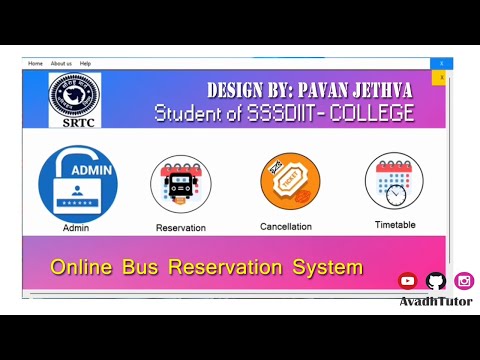 Home About us Help
X
X
SRTC
DESIGN BY: PAVAN JETHVA
Student of SSSDIIT- COLLEGE
ADMIN
Admin
Reservation
Cancellation
Timetable
Online Bus Reservation System
AvadhTutor